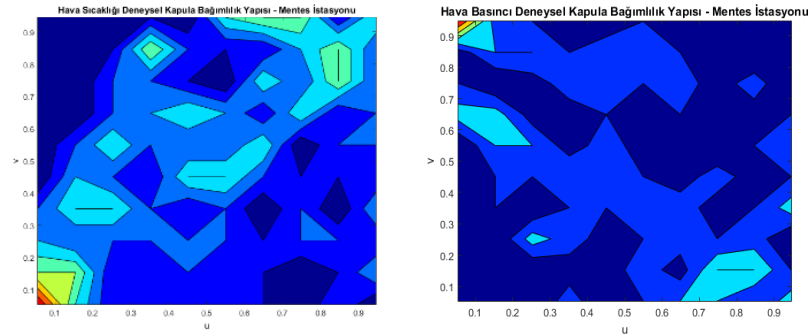 Hava Sıcaklığı Deneysel Kapula Bağımlılık Yapısı - Mentes İstasyonu
0.9
0.8
0.7
0.6
0.5
0.4
0.3
0.2
0.1
v
0.1 0.2 0.3 0.4 0.5 0.6 0.7 0.8 0.9
u
Hava Basıncı Deneysel Kapula Bağımlılık Yapısı - Mentes İstasyonu
0.9
0.8
0.7
0.6
0.5
0.4
0.3
0.2
0.1
v
0.1 0.2 0.3 0.4 0.5 0.6 0.7 0.8 0.9
u